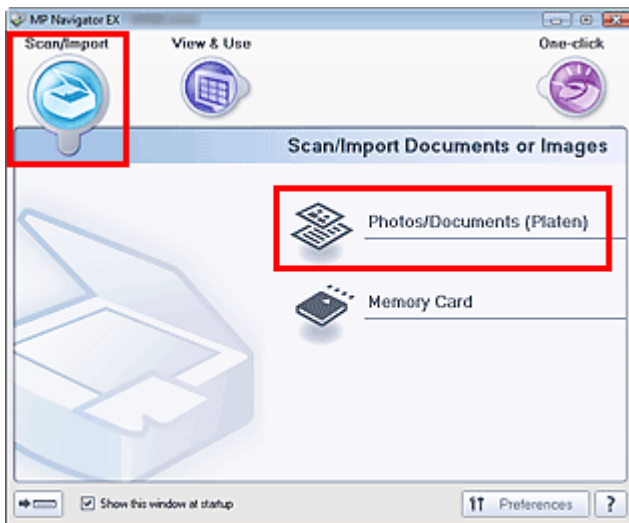 MP Navigator EX
Scan/Import View & Use One-click
Scan/Import Documents or Images
Photos/Documents (Platen)
Memory Card
Show this window at startup Preferences ?